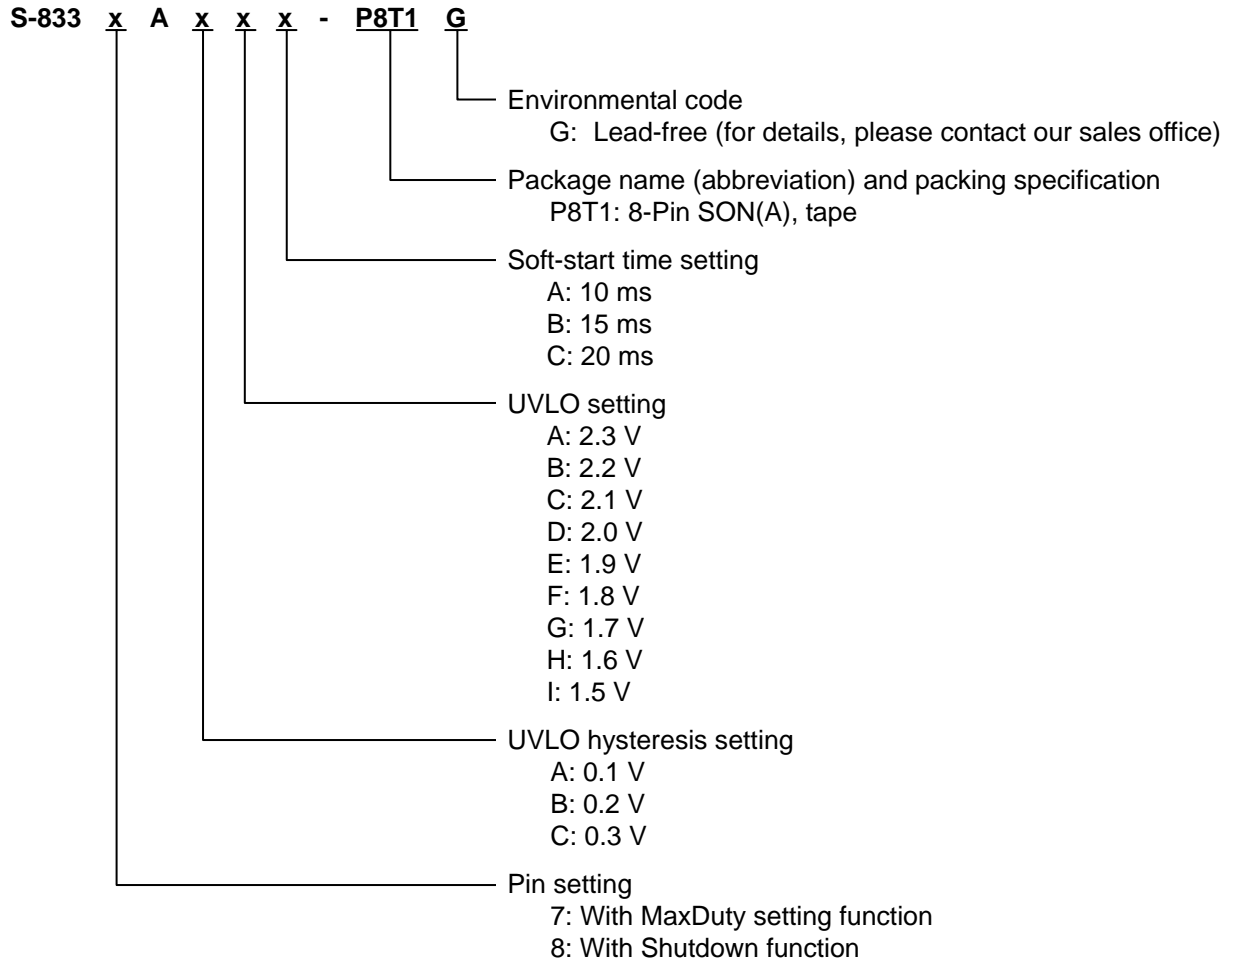 S-833 x A x x x - P8T1 G
Environmental code
G: Lead-free (for details, please contact our sales office)
Package name (abbreviation) and packing specification
P8T1: 8-Pin SON(A), tape
Soft-start time setting
A: 10 ms
B: 15 ms
C: 20 ms
UVLO setting
A: 2.3 V
B: 2.2 V
C: 2.1 V
D: 2.0 V
E: 1.9 V
F: 1.8 V
G: 1.7 V
H: 1.6 V
I: 1.5 V
UVLO hysteresis setting
A: 0.1 V
B: 0.2 V
C: 0.3 V
Pin setting
7: With MaxDuty setting function
8: With Shutdown function